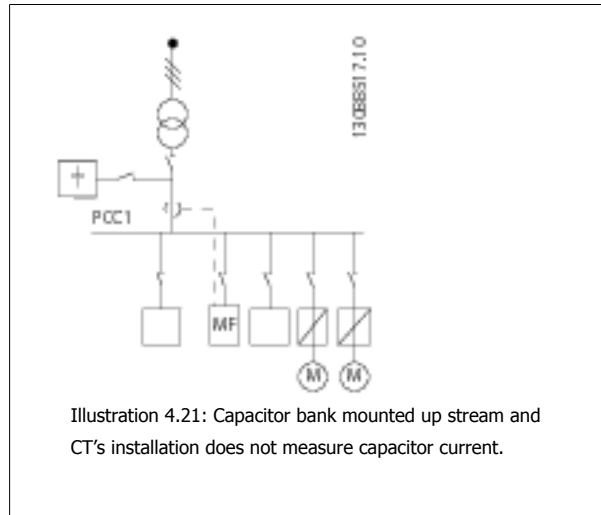 130BB517.10
PCC1
MF
M M
Illustration 4.21: Capacitor bank mounted up stream and
CT's installation does not measure capacitor current.